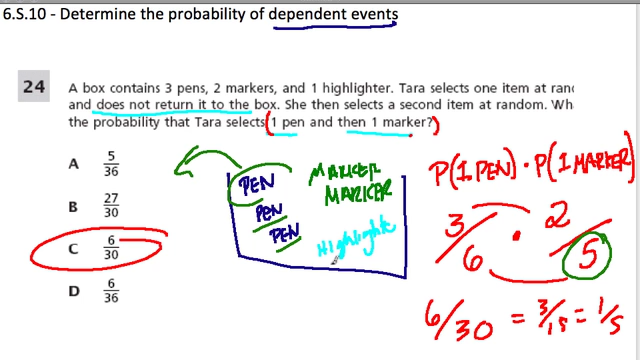 6.S.10 - Determine the probability of dependent events
24
A box contains 3 pens, 2 markers, and 1 highlighter. Tara selects one item at
and does not return it to the box. She then selects a second item at random.
the probability that Tara selects (1 pen and then 1 marker?)
A 5/36
B 27/30
C 6/30
D 6/36
PEN
PEN
PEN
MARKER
MARKER
Highlighte
P(1 PEN) · P(1 MARKER)
3/6 · 2/5
6/30 = 3/15 = 1/5